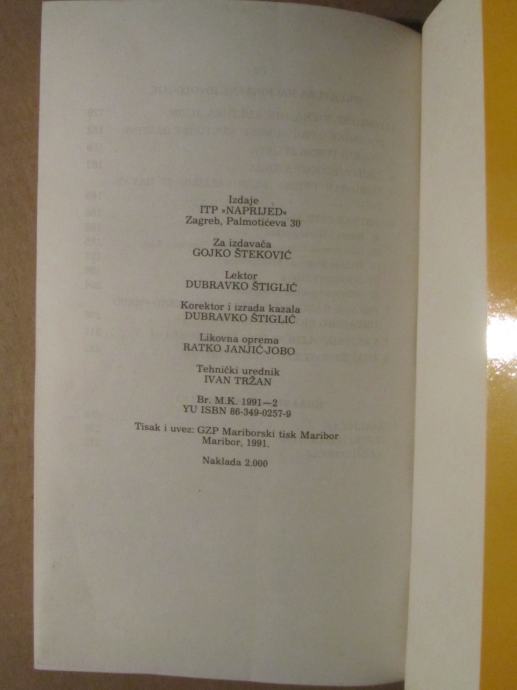 Izdaje
ITP »NAPRIJED«
Zagreb, Palmotićeva 30
Za izdavača
GOJKO ŠTEKOVIĆ
Lektor
DUBRAVKO ŠTIGLIĆ
Korektor i izrada kazala
DUBRAVKO ŠTIGLIĆ
Likovna oprema
RATKO JANJIĆ-JOBO
Tehnički urednik
IVAN TRŽAN
Br. M.K. 1991—2
YU ISBN 86-349-0257-9
Tisak i uvez: GZP Mariborski tisk Maribor
Maribor, 1991.
Naklada 2.000